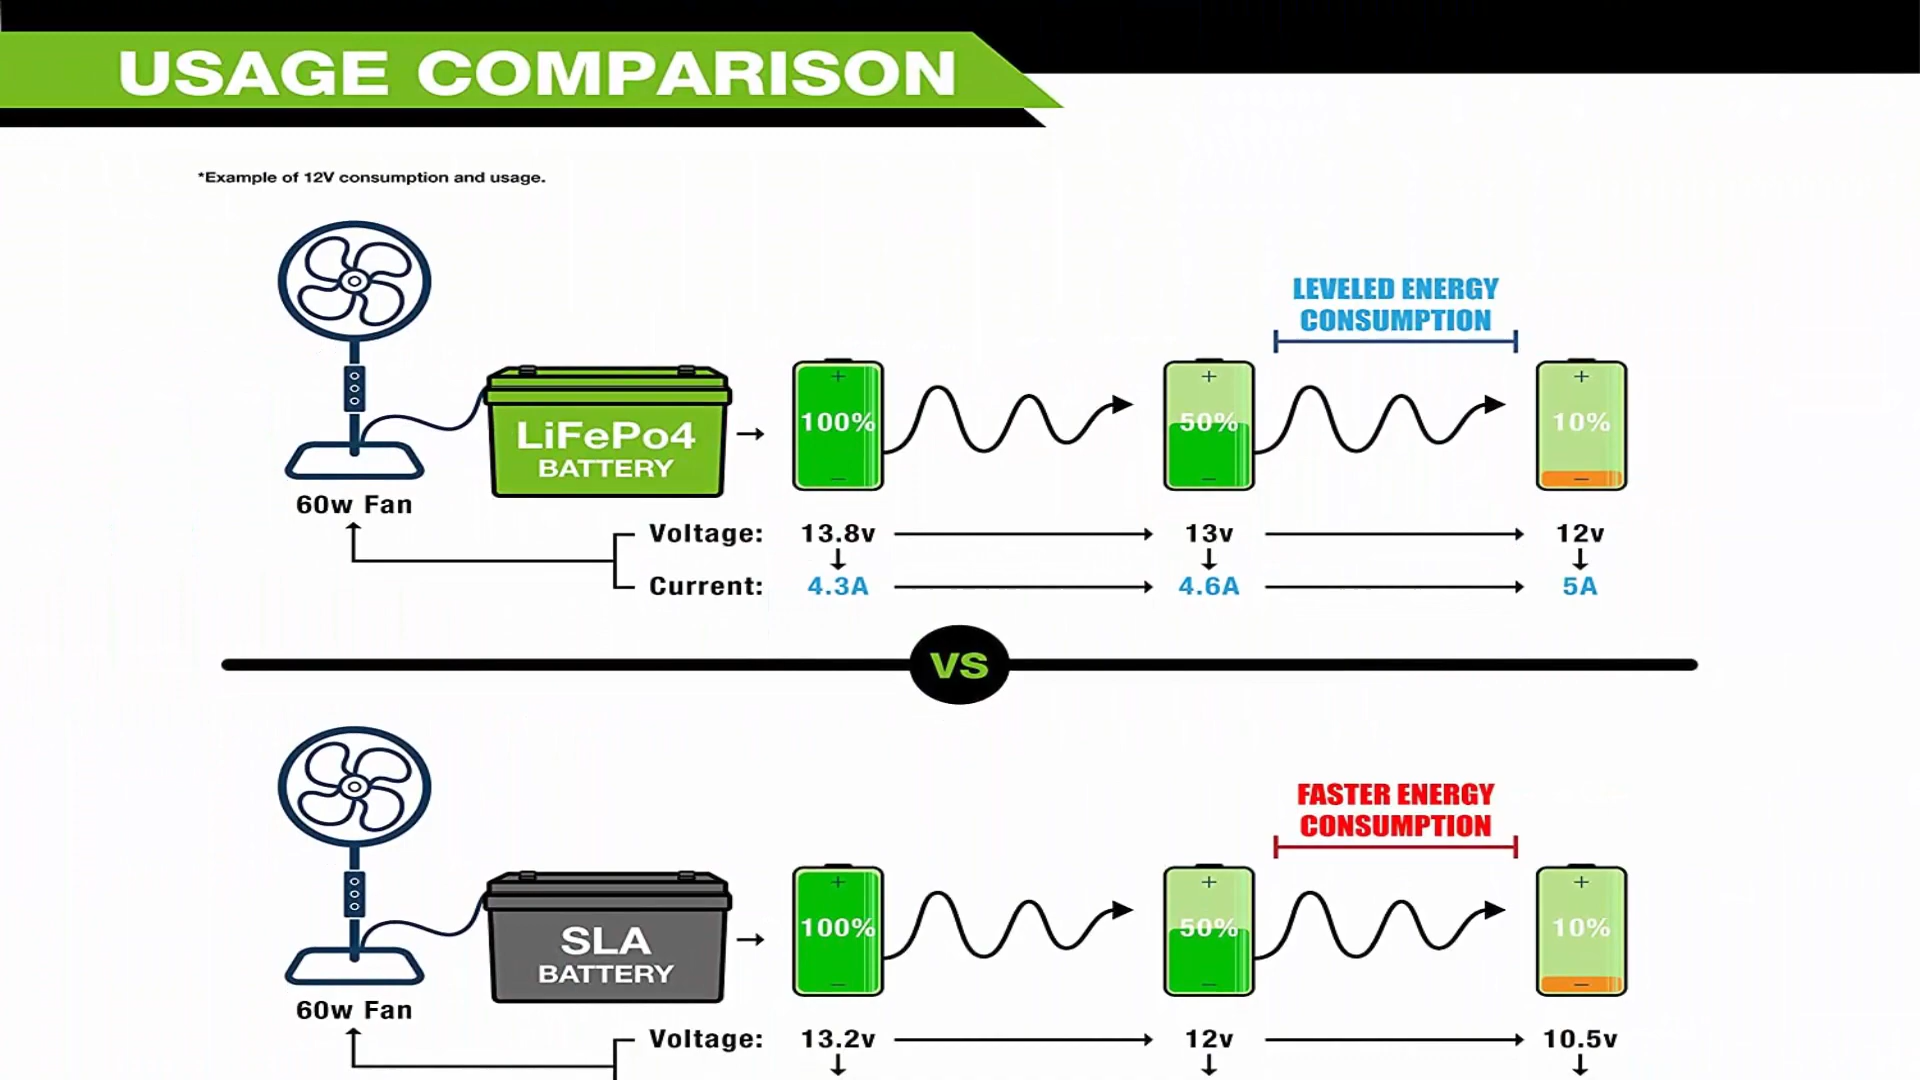 USAGE COMPARISON
*Example of 12V consumption and usage.
LEVELED ENERGY
CONSUMPTION
LiFePo4
BATTERY
+ + +
100% 50% 10%
60w Fan
Voltage: 13.8v 13v 12v
Current: 4.3A 4.6A 5A
VS
FASTER ENERGY
CONSUMPTION
SLA
BATTERY
+ + +
100% 50% 10%
60w Fan
Voltage: 13.2v 12v 10.5v